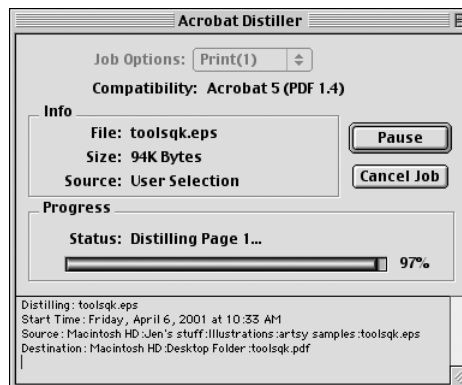 Acrobat Distiller
Job Options: Print(1)
Compatibility: Acrobat 5 (PDF 1.4)
Info
File: toolsqk.eps
Size: 94K Bytes
Source: User Selection
Pause
Cancel Job
Progress
Status: Distilling Page 1...
97%
Distilling: toolsqk.eps
Start Time: Friday, April 6, 2001 at 10:33 AM
Source: Macintosh HD:Jen's stuff:Illustrations:artsy samples:toolsqk.eps
Destination: Macintosh HD:Desktop Folder:toolsqk.pdf